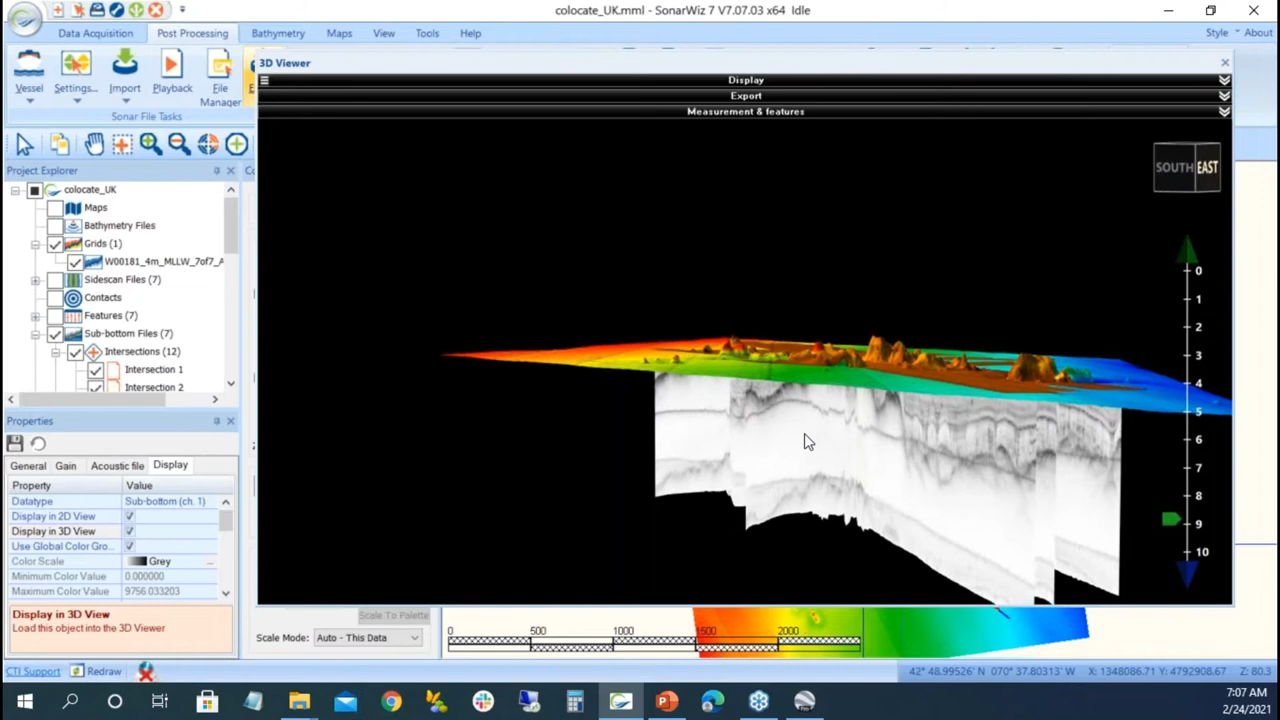 colocate_UK.mml - SonarWiz 7 V7.07.03 x64 Idle
Data Acquisition Post Processing Bathymetry Maps View Tools Help Style About
3D Viewer
Display
Export
Measurement & features
Vessel Settings... Import Playback File Manager
Sonar File Tasks
SOUTH EAST
Project Explorer
colocate_UK
Maps
Bathymetry Files
Grids (1)
W00181_4m_MLLW_7of7_A
Sidescan Files (7)
Contacts
Features (7)
Sub-bottom Files (7)
Intersections (12)
Intersection 1
Intersection 2
0
1
2
3
4
5
6
7
8
9
10
Properties
General Gain Acoustic file Display
Property Value
Datatype Sub-bottom (ch. 1)
Display in 2D View
Display in 3D View
Use Global Color Gro...
Color Scale Grey ...
Minimum Color Value 0.000000
Maximum Color Value 9756.033203
Display in 3D View
Load this object into the 3D Viewer
Scale To Palette
Scale Mode: Auto - This Data
0 500 1000 1500 2000
CTI Support Redraw
42° 48.99526' N 070° 37.80313' W X: 1348086.71 Y: 4792908.67 Z: 80.3
7:07 AM
2/24/2021